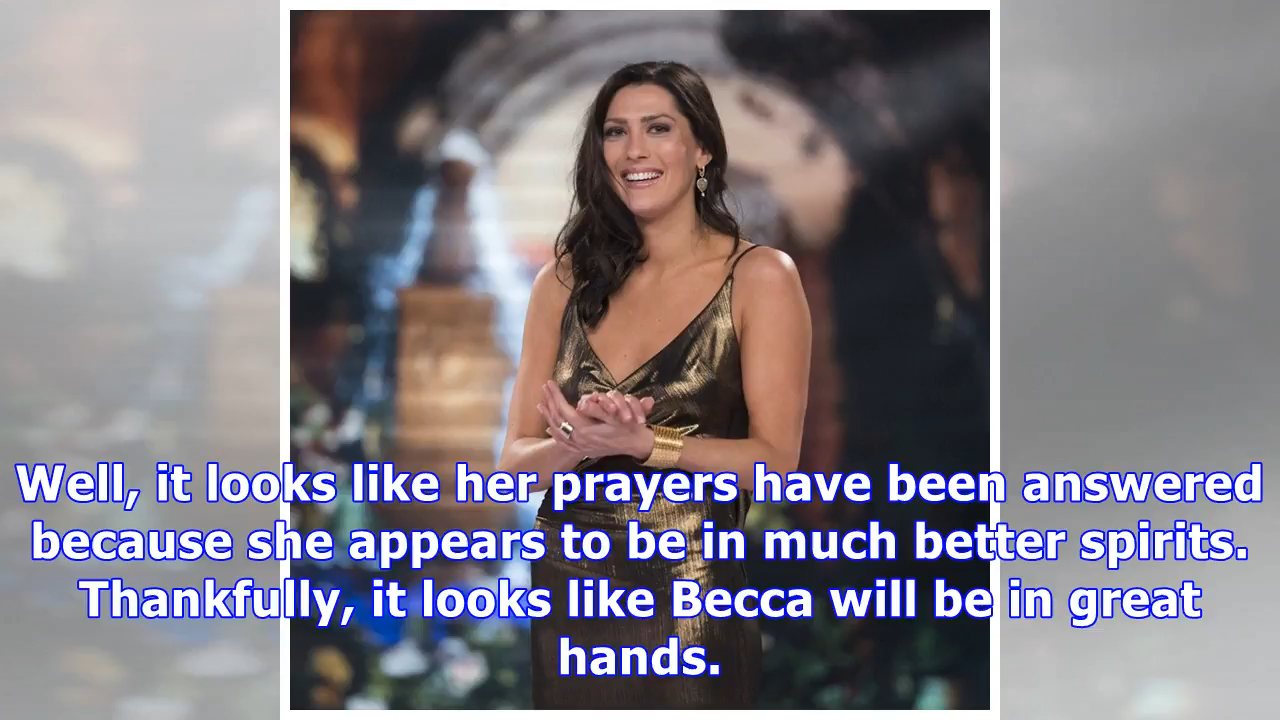 Well, it looks like her prayers have been answered
because she appears to be in much better spirits.
Thankfully, it looks like Becca will be in great
hands.